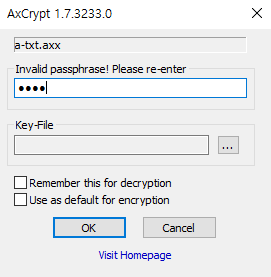 AxCrypt 1.7.3233.0
a-txt.axx
Invalid passphrase! Please re-enter
●●●●
Key-File
...
Remember this for decryption
Use as default for encryption
OK
Cancel
Visit Homepage